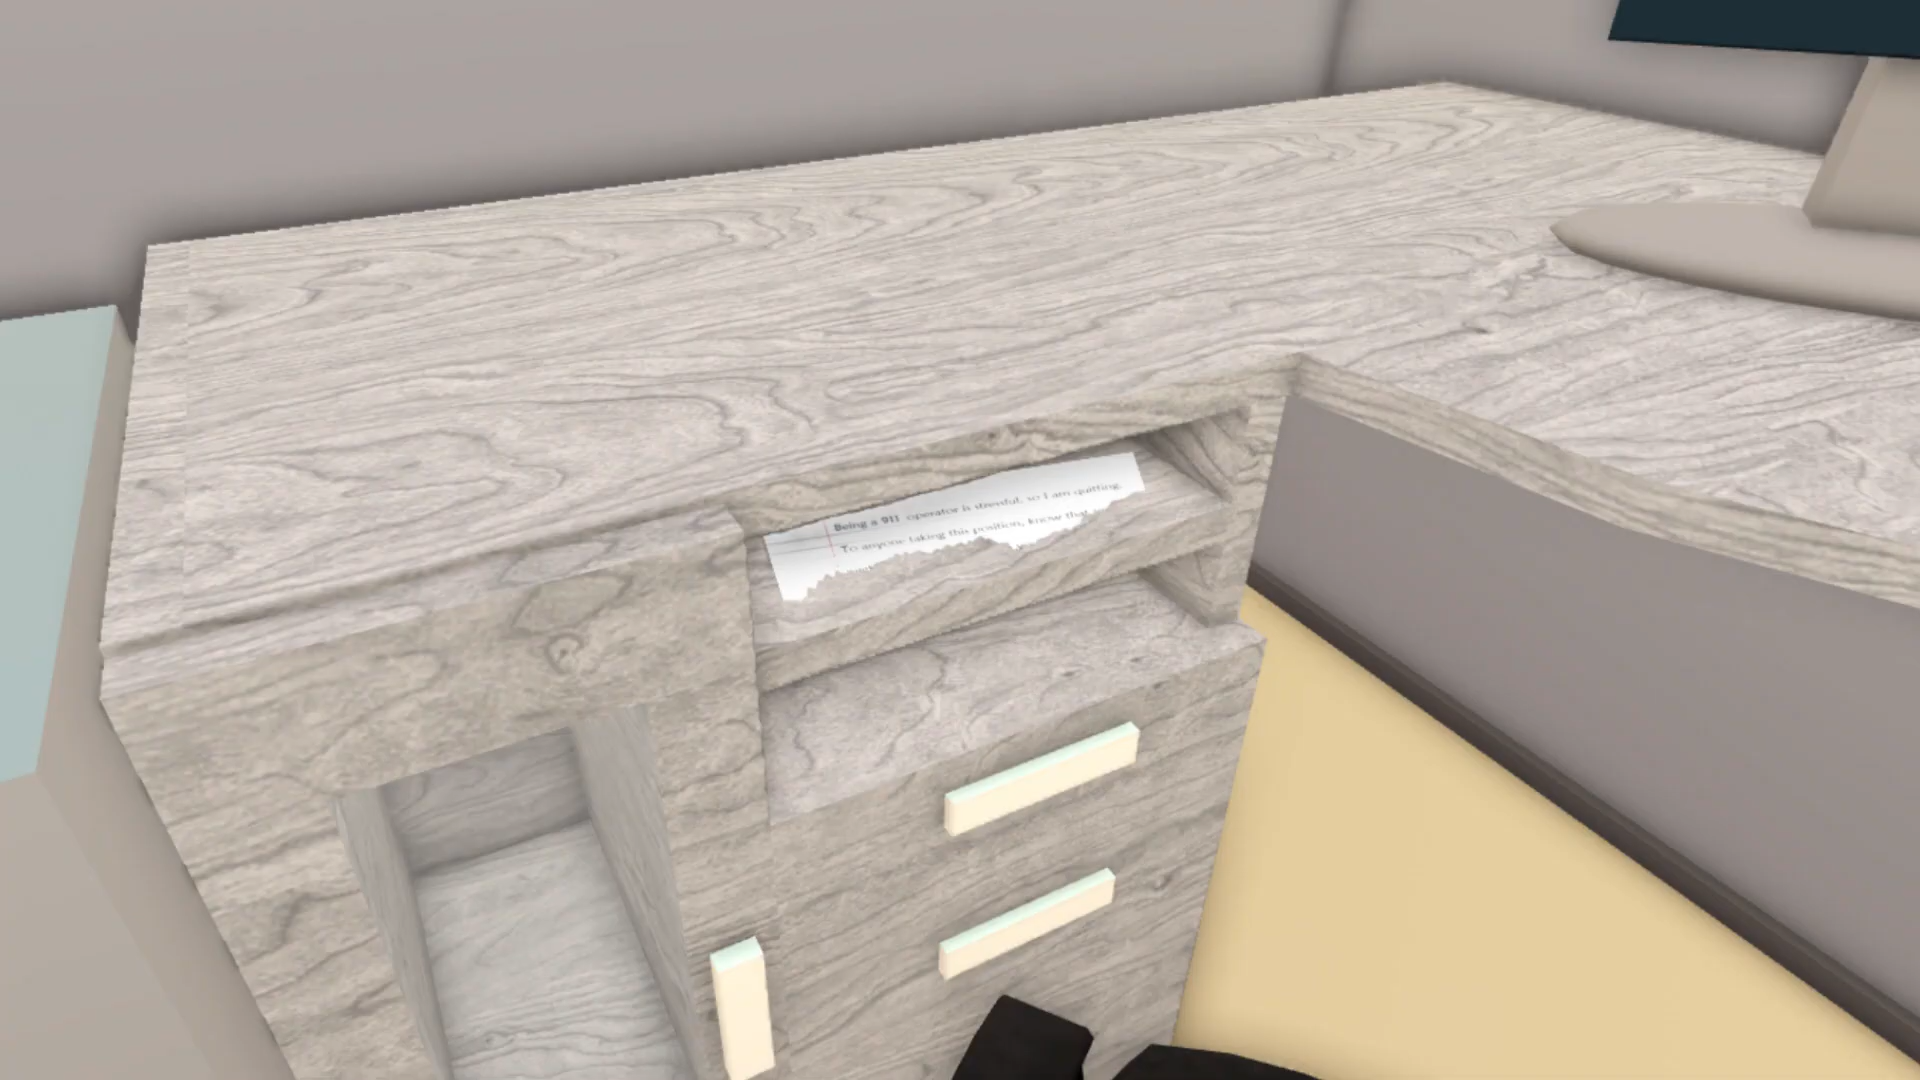 Being a 911 operator is stressful, so I am quitting.
To anyone taking this position, know that